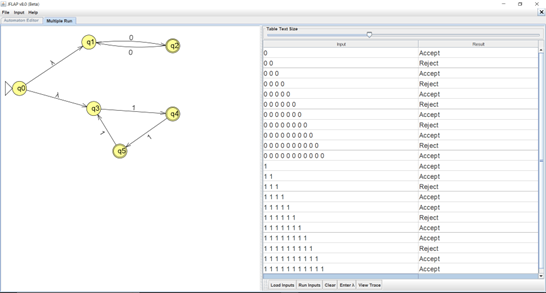 JFLAP v8.0 (Beta)
File Input Help
Automaton Editor Multiple Run
Table Text Size
Input Result
0 Accept
0 0 Reject
0 0 0 Accept
0 0 0 0 Reject
0 0 0 0 0 Accept
0 0 0 0 0 0 Reject
0 0 0 0 0 0 0 Accept
0 0 0 0 0 0 0 0 Reject
0 0 0 0 0 0 0 0 0 Accept
0 0 0 0 0 0 0 0 0 0 Reject
0 0 0 0 0 0 0 0 0 0 0 Accept
1 Accept
1 1 Accept
1 1 1 Reject
1 1 1 1 Accept
1 1 1 1 1 Accept
1 1 1 1 1 1 Reject
1 1 1 1 1 1 1 Accept
1 1 1 1 1 1 1 1 Accept
1 1 1 1 1 1 1 1 1 Reject
1 1 1 1 1 1 1 1 1 1 Accept
1 1 1 1 1 1 1 1 1 1 1 Accept
Load Inputs Run Inputs Clear Enter λ View Trace
q0
q1
q2
q3
q4
q5
λ
λ
0
0
1
1
1